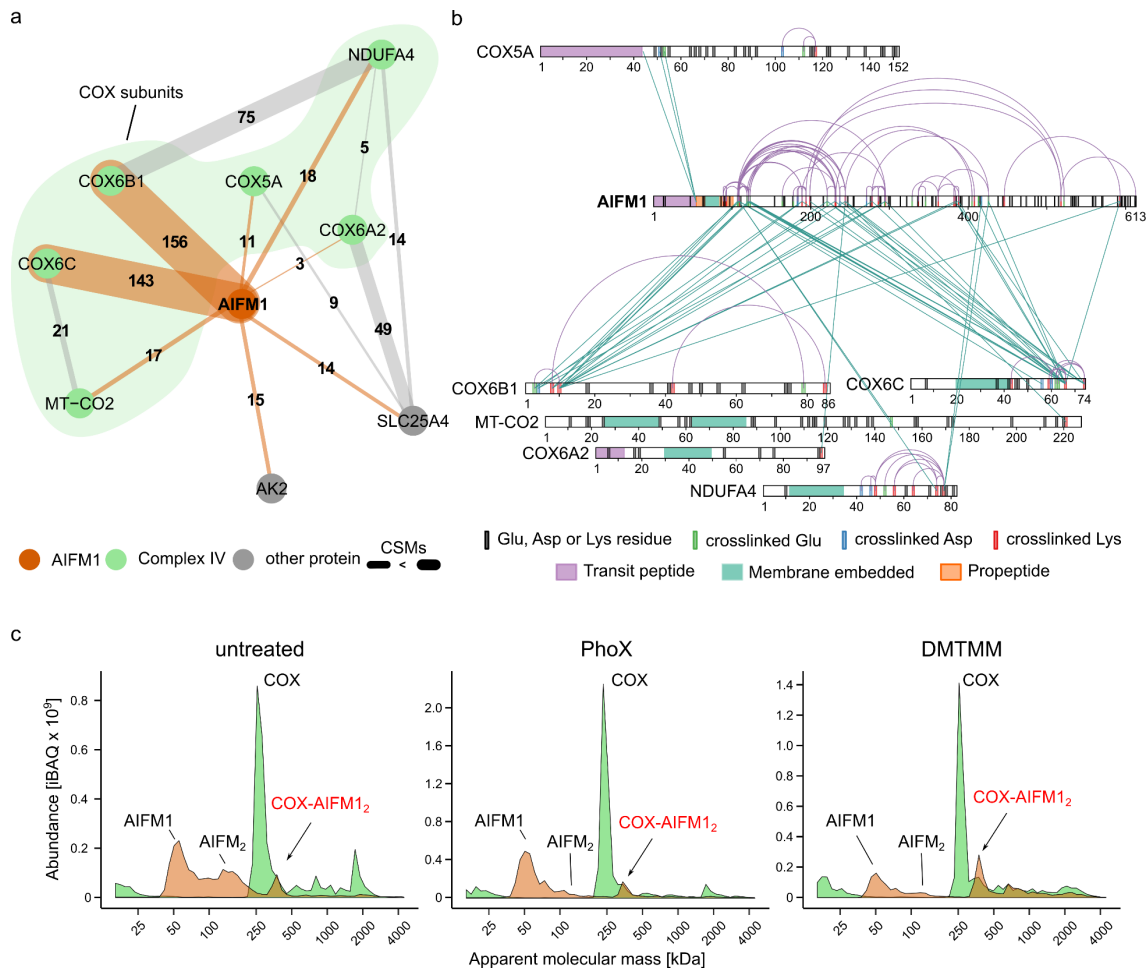 a
NDUFA4
COX subunits
75
5
COX6B1
COX5A
18
COX6A2
156
11
14
COX6C
143
3
AIFM1
9
49
21
17
14
MT−CO2
15
SLC25A4
AK2
AIFM1
Complex IV
other protein
CSMs
<
b
COX5A
1 20 40 60 80 100 120 140 152
AIFM1
1 200 400 613
COX6B1
1 20 40 60 80 86
COX6C
1 20 40 60 74
MT-CO2
1 20 40 60 80 100 120 140 160 180 200 220
COX6A2
1 20 40 60 80 97
NDUFA4
1 20 40 60 80
Glu, Asp or Lys residue
crosslinked Glu
crosslinked Asp
crosslinked Lys
Transit peptide
Membrane embedded
Propeptide
c
untreated
PhoX
DMTMM
Abundance [iBAQ x 10⁹]
0.8
0.6
0.4
0.2
0
COX
COX-AIFM1₂
AIFM1
AIFM₂
25 50 100 250 500 1000 2000 4000
2.0
1.6
1.2
0.8
0.4
0
COX
COX-AIFM1₂
AIFM1
AIFM₂
25 50 100 250 500 1000 2000 4000
1.4
1.2
1.0
0.8
0.6
0.4
0.2
0
COX
COX-AIFM1₂
AIFM1
AIFM₂
25 50 100 250 500 1000 2000 4000
Apparent molecular mass [kDa]